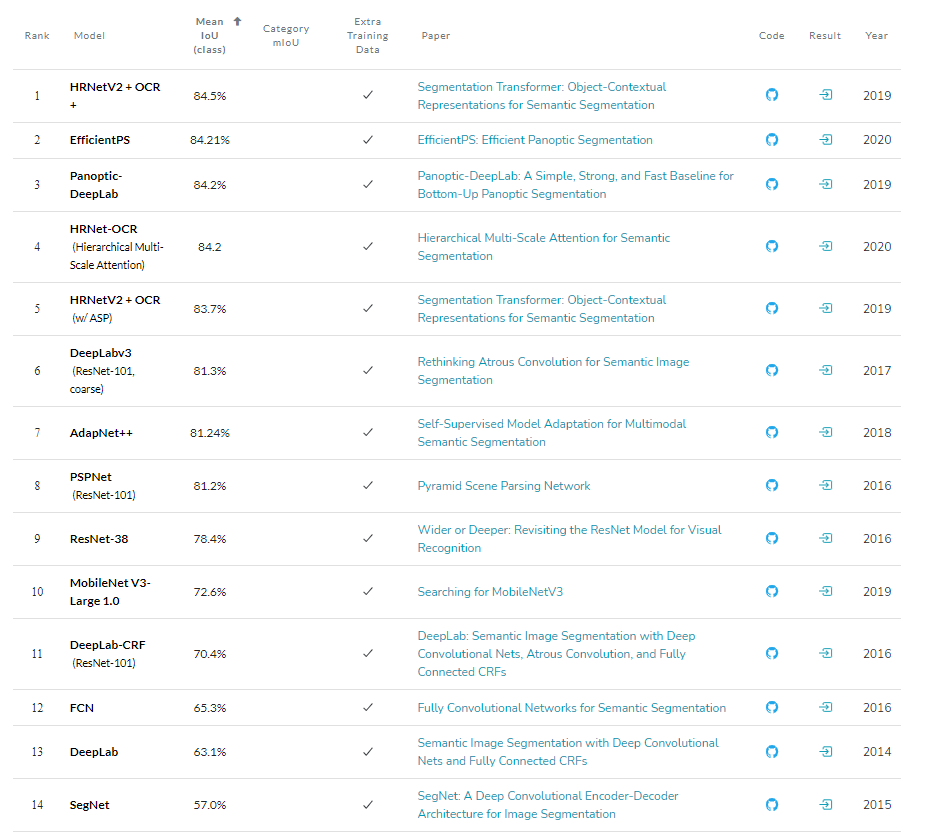 Rank Model Mean IoU (class) Category mIoU Extra Training Data Paper Code Result Year
1 HRNetV2 + OCR + 84.5% ✓ Segmentation Transformer: Object-Contextual Representations for Semantic Segmentation 2019
2 EfficientPS 84.21% ✓ EfficientPS: Efficient Panoptic Segmentation 2020
3 Panoptic-DeepLab 84.2% ✓ Panoptic-DeepLab: A Simple, Strong, and Fast Baseline for Bottom-Up Panoptic Segmentation 2019
4 HRNet-OCR (Hierarchical Multi-Scale Attention) 84.2 ✓ Hierarchical Multi-Scale Attention for Semantic Segmentation 2020
5 HRNetV2 + OCR (w/ ASP) 83.7% ✓ Segmentation Transformer: Object-Contextual Representations for Semantic Segmentation 2019
6 DeepLabv3 (ResNet-101, coarse) 81.3% ✓ Rethinking Atrous Convolution for Semantic Image Segmentation 2017
7 AdapNet++ 81.24% ✓ Self-Supervised Model Adaptation for Multimodal Semantic Segmentation 2018
8 PSPNet (ResNet-101) 81.2% ✓ Pyramid Scene Parsing Network 2016
9 ResNet-38 78.4% ✓ Wider or Deeper: Revisiting the ResNet Model for Visual Recognition 2016
10 MobileNet V3-Large 1.0 72.6% ✓ Searching for MobileNetV3 2019
11 DeepLab-CRF (ResNet-101) 70.4% ✓ DeepLab: Semantic Image Segmentation with Deep Convolutional Nets, Atrous Convolution, and Fully Connected CRFs 2016
12 FCN 65.3% ✓ Fully Convolutional Networks for Semantic Segmentation 2016
13 DeepLab 63.1% ✓ Semantic Image Segmentation with Deep Convolutional Nets and Fully Connected CRFs 2014
14 SegNet 57.0% ✓ SegNet: A Deep Convolutional Encoder-Decoder Architecture for Image Segmentation 2015